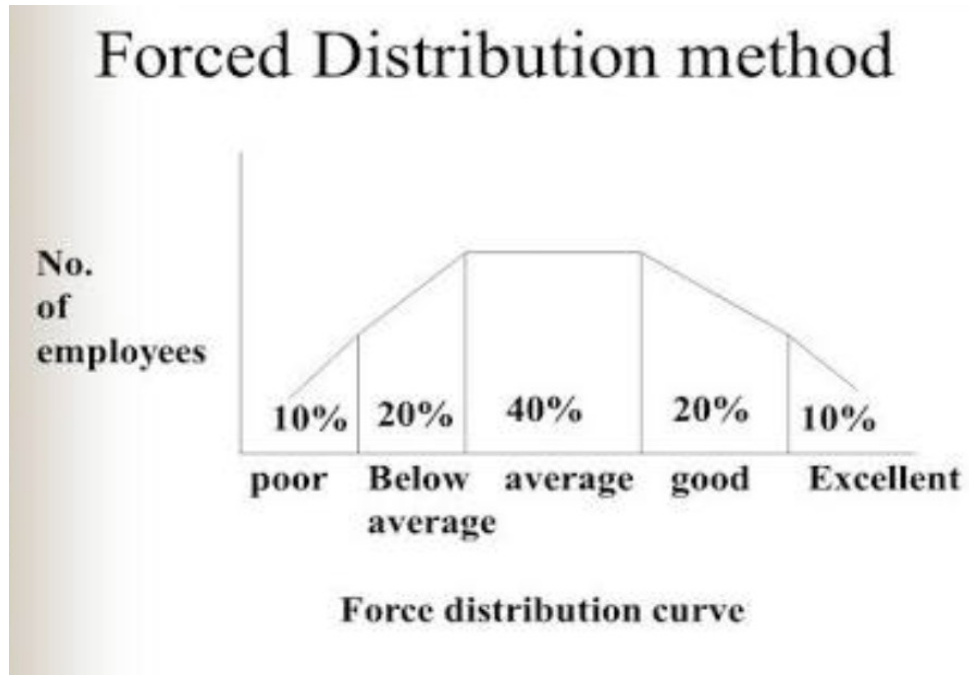 Forced Distribution method
No.
of
employees
10% 20% 40% 20% 10%
poor Below average good Excellent
average
Force distribution curve